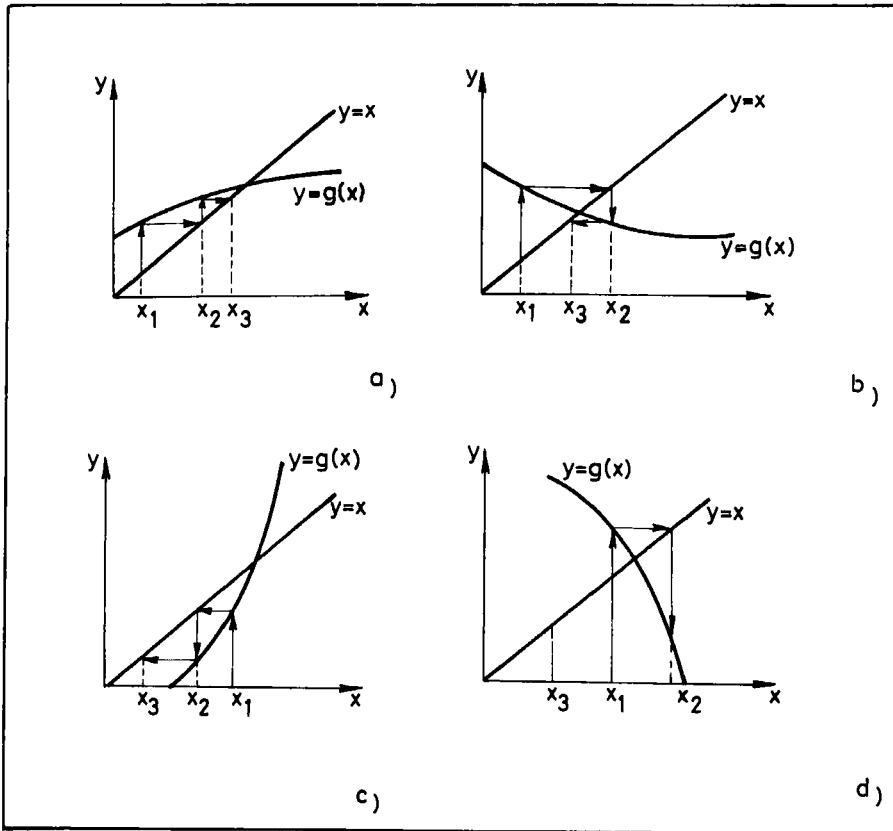 y
y=x
y=g(x)
x₁ x₂ x₃ x
a)
y
y=x
y=g(x)
x₁ x₃ x₂ x
b)
y
y=g(x)
y=x
x₃ x₂ x₁ x
c)
y
y=g(x)
y=x
x₃ x₁ x₂ x
d)